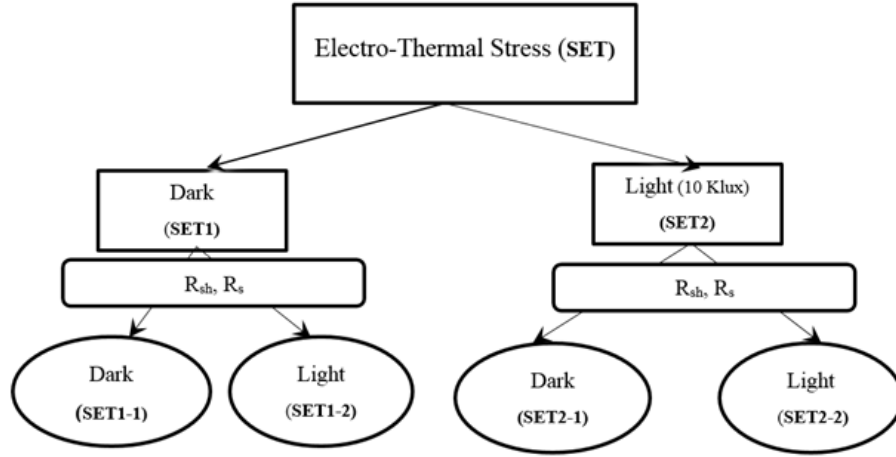 Electro-Thermal Stress (SET)
Dark
(SET1)
Light (10 Klux)
(SET2)
Rsh, Rs
Rsh, Rs
Dark
(SET1-1)
Light
(SET1-2)
Dark
(SET2-1)
Light
(SET2-2)